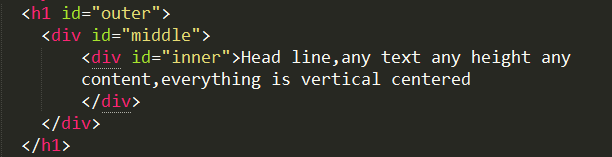 <h1 id="outer">
<div id="middle">
<div id="inner">Head line,any text any height any
content,everything is vertical centered
</div>
</div>
</h1>